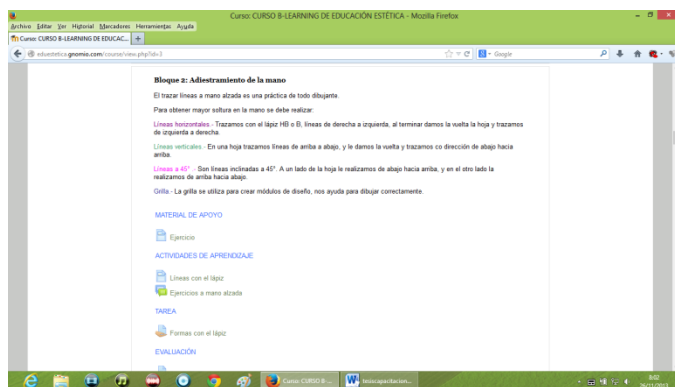 Curso: CURSO B-LEARNING DE EDUCACIÓN ESTÉTICA - Mozilla Firefox
Archivo Editar Ver Historial Marcadores Herramientas Ayuda
Curso: CURSO B-LEARNING DE EDUCAC...
eduestetica.gnomio.com/course/view.php?id=3
Google
Bloque 2: Adiestramiento de la mano
El trazar líneas a mano alzada es una práctica de todo dibujante.
Para obtener mayor soltura en la mano se debe realizar:
Líneas horizontales.- Trazamos con el lápiz HB o B, líneas de derecha a izquierda, al terminar damos la vuelta la hoja y trazamos
de izquierda a derecha.
Líneas verticales.- En una hoja trazamos líneas de arriba a abajo, y le damos la vuelta y trazamos co dirección de abajo hacia
arriba.
Líneas a 45° .- Son líneas inclinadas a 45°. A un lado de la hoja le realizamos de abajo hacia arriba, y en el otro lado la
realizamos de arriba hacia abajo.
Grilla.- La grilla se utiliza para crear módulos de diseño, nos ayuda para dibujar correctamente.
MATERIAL DE APOYO
Ejercicio
ACTIVIDADES DE APRENDIZAJE
Líneas con el lápiz
Ejercicios a mano alzada
TAREA
Formas con el lápiz
EVALUACIÓN
Curso: CURSO B-...
tesiscapacitacion...
8:02
26/11/2013